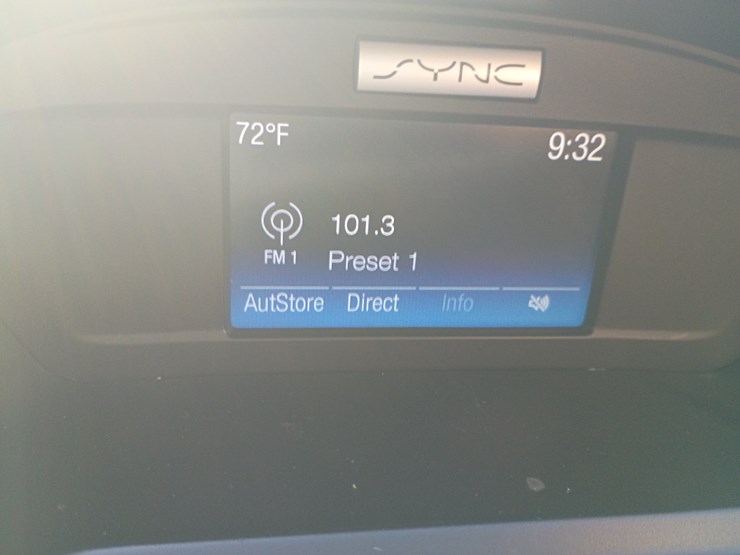 SYNC
72°F
9:32
101.3
FM 1
Preset 1
AutStore Direct Info